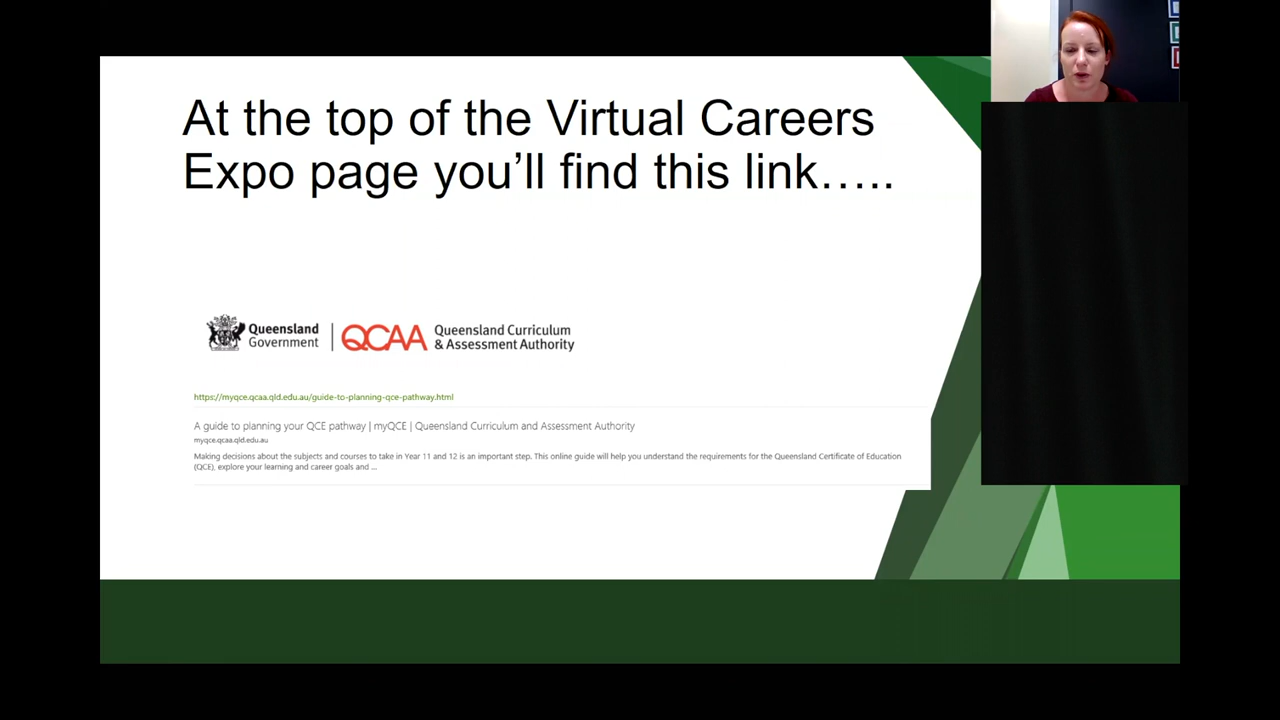 At the top of the Virtual Careers
Expo page you’ll find this link…..
Queensland
Government
QCAA
Queensland Curriculum
& Assessment Authority
https://myqce.qcaa.qld.edu.au/guide-to-planning-qce-pathway.html
A guide to planning your QCE pathway | myQCE | Queensland Curriculum and Assessment Authority
myqce.qcaa.qld.edu.au
Making decisions about the subjects and courses to take in Year 11 and 12 is an important step. This online guide will help you understand the requirements for the Queensland Certificate of Education
(QCE), explore your learning and career goals and ...